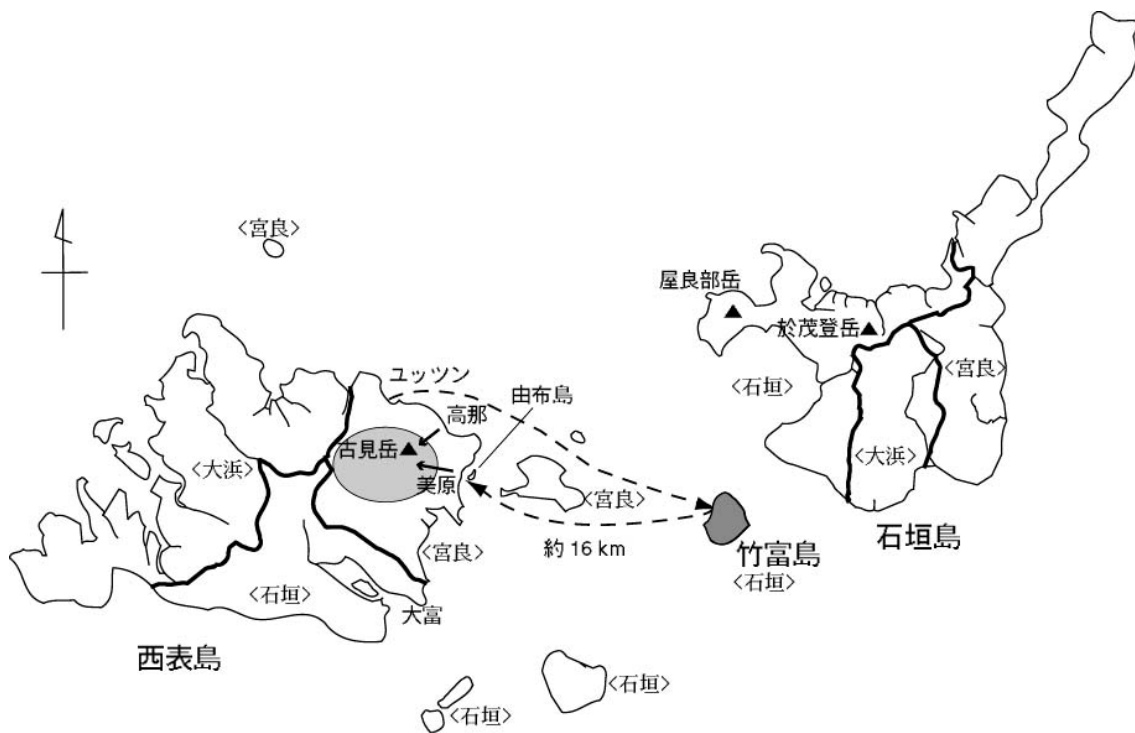 <宮良>
屋良部岳
於茂登岳
<石垣>
<宮良>
<大浜>
石垣島
ユッツン
由布島
高那
古見岳
美原
<大浜>
<宮良>
<宮良>
約 16 km
竹富島
<石垣>
<石垣>
大富
西表島
<石垣>
<石垣>